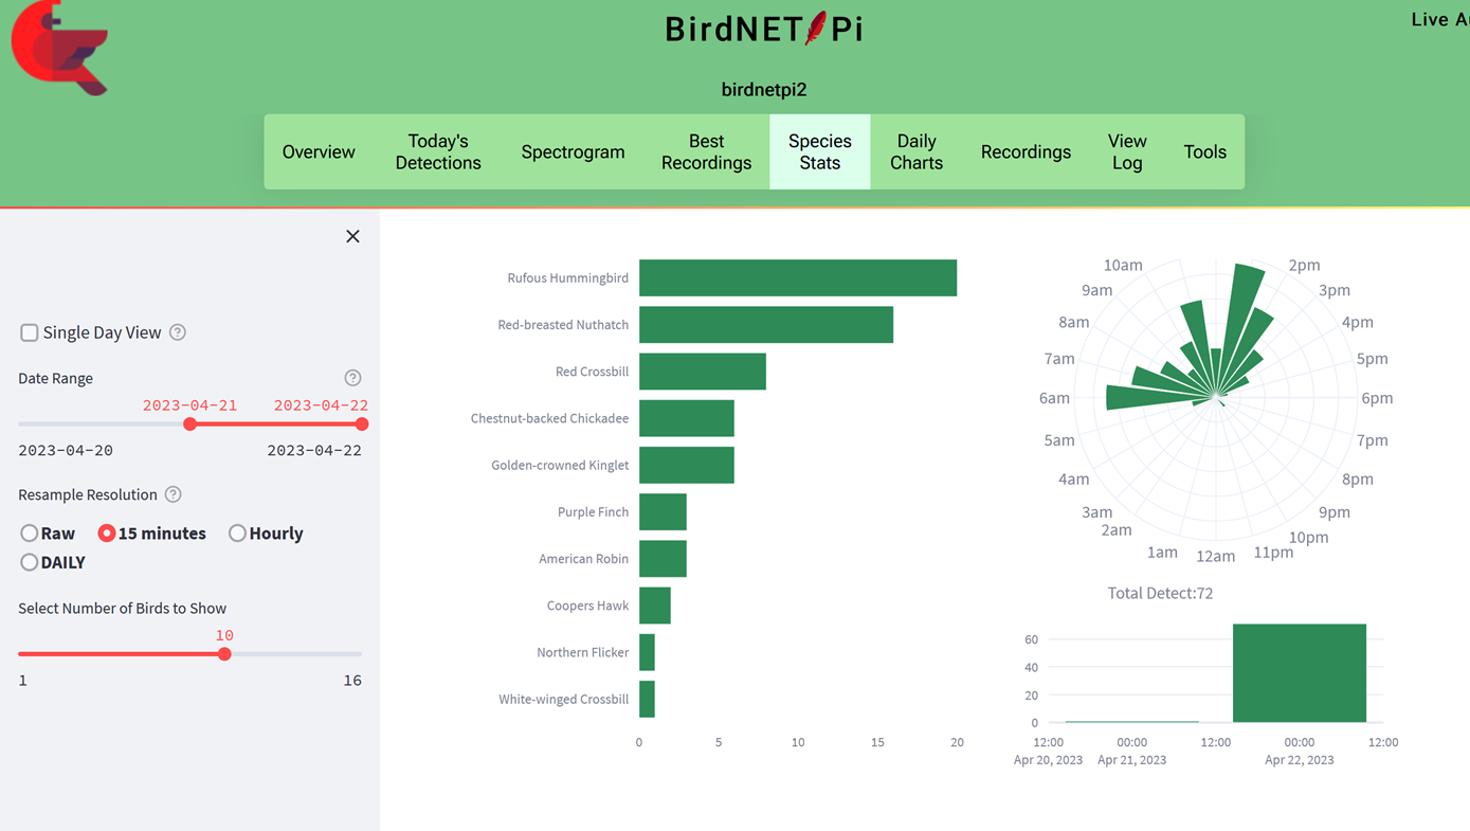 BirdNET Pi
Live A
birdnetpi2
Overview
Today's
Detections
Spectrogram
Best
Recordings
Species
Stats
Daily
Charts
Recordings
View
Log
Tools
Single Day View
Date Range
2023-04-21 2023-04-22
2023-04-20 2023-04-22
Resample Resolution
Raw 15 minutes Hourly
DAILY
Select Number of Birds to Show
10
1 16
Rufous Hummingbird
Red-breasted Nuthatch
Red Crossbill
Chestnut-backed Chickadee
Golden-crowned Kinglet
Purple Finch
American Robin
Coopers Hawk
Northern Flicker
White-winged Crossbill
0 5 10 15 20
10am 2pm
9am 3pm
8am 4pm
7am 5pm
6am 6pm
5am 7pm
4am 8pm
3am 9pm
2am 10pm
1am 12am 11pm
Total Detect:72
60
40
20
0
12:00 00:00 12:00 00:00 12:00
Apr 20, 2023 Apr 21, 2023 Apr 22, 2023